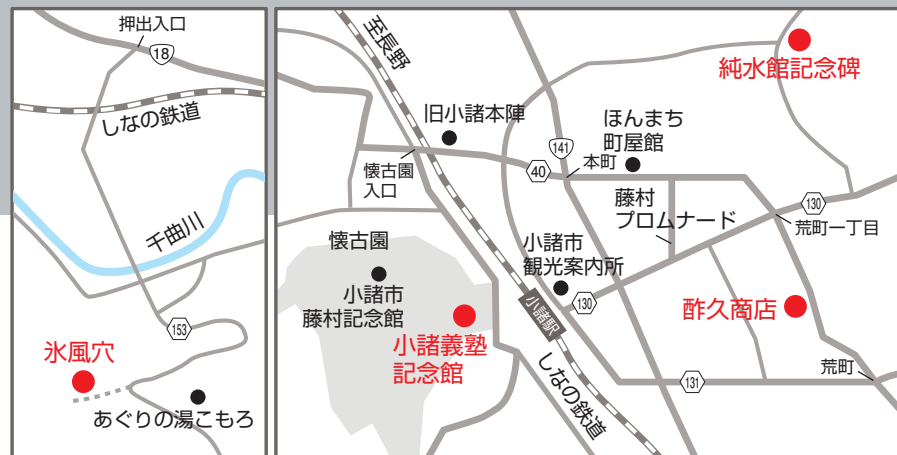 押出入口
18
しなの鉄道
千曲川
153
氷風穴
あぐりの湯こもろ
至長野
純水館記念碑
旧小諸本陣
ほんまち
町屋館
141
懐古園
入口
40
本町
藤村
プロムナード
130
荒町一丁目
懐古園
小諸市
観光案内所
小諸市
藤村記念館
130
小諸駅
酢久商店
小諸義塾
記念館
しなの鉄道
131
荒町